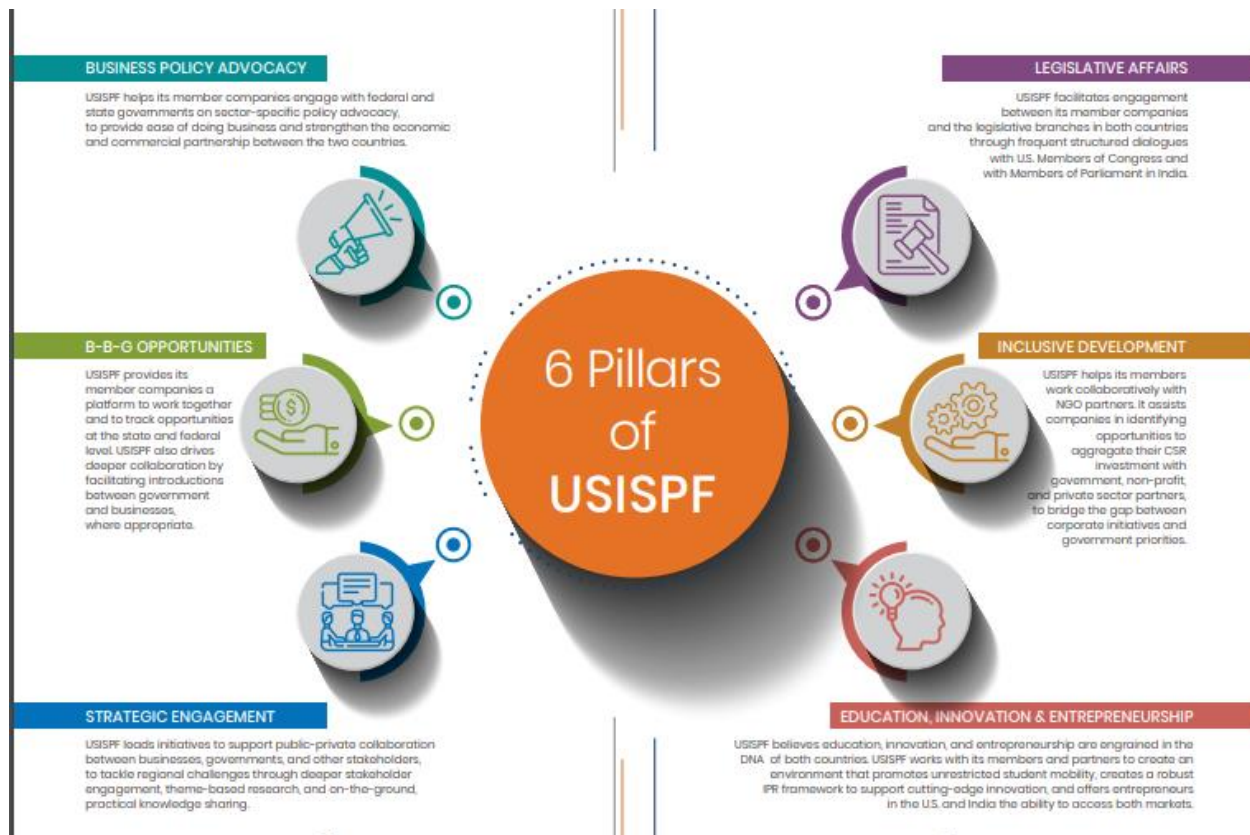 BUSINESS POLICY ADVOCACY
USISPF helps its member companies engage with federal and
state governments on sector-specific policy advocacy,
to provide ease of doing business and strengthen the economic
and commercial partnership between the two countries.
LEGISLATIVE AFFAIRS
USISPF facilitates engagement
between its member companies
and the legislative branches in both countries
through frequent structured dialogues
with U.S. Members of Congress and
with Members of Parliament in India.
B-B-G OPPORTUNITIES
USISPF provides its
member companies a
platform to work together
and to track opportunities
at the state and federal
level. USISPF also drives
deeper collaboration by
facilitating introductions
between government
and businesses,
where appropriate.
$
6 Pillars
of
USISPF
INCLUSIVE DEVELOPMENT
USISPF helps its members
work collaboratively with
NGO partners. It assists
companies in identifying
opportunities to
aggregate their CSR
investment with
government, non-profit,
and private sector partners,
to bridge the gap between
corporate initiatives and
government priorities.
STRATEGIC ENGAGEMENT
USISPF leads initiatives to support public-private collaboration
between businesses, governments, and other stakeholders,
to tackle regional challenges through deeper stakeholder
engagement, theme-based research, and on-the-ground,
practical knowledge sharing.
EDUCATION, INNOVATION & ENTREPRENEURSHIP
USISPF believes education, innovation, and entrepreneurship are engrained in the
DNA of both countries. USISPF works with its members and partners to create an
environment that promotes unrestricted student mobility, creates a robust
IPR framework to support cutting-edge innovation, and offers entrepreneurs
in the U.S. and India the ability to access both markets.